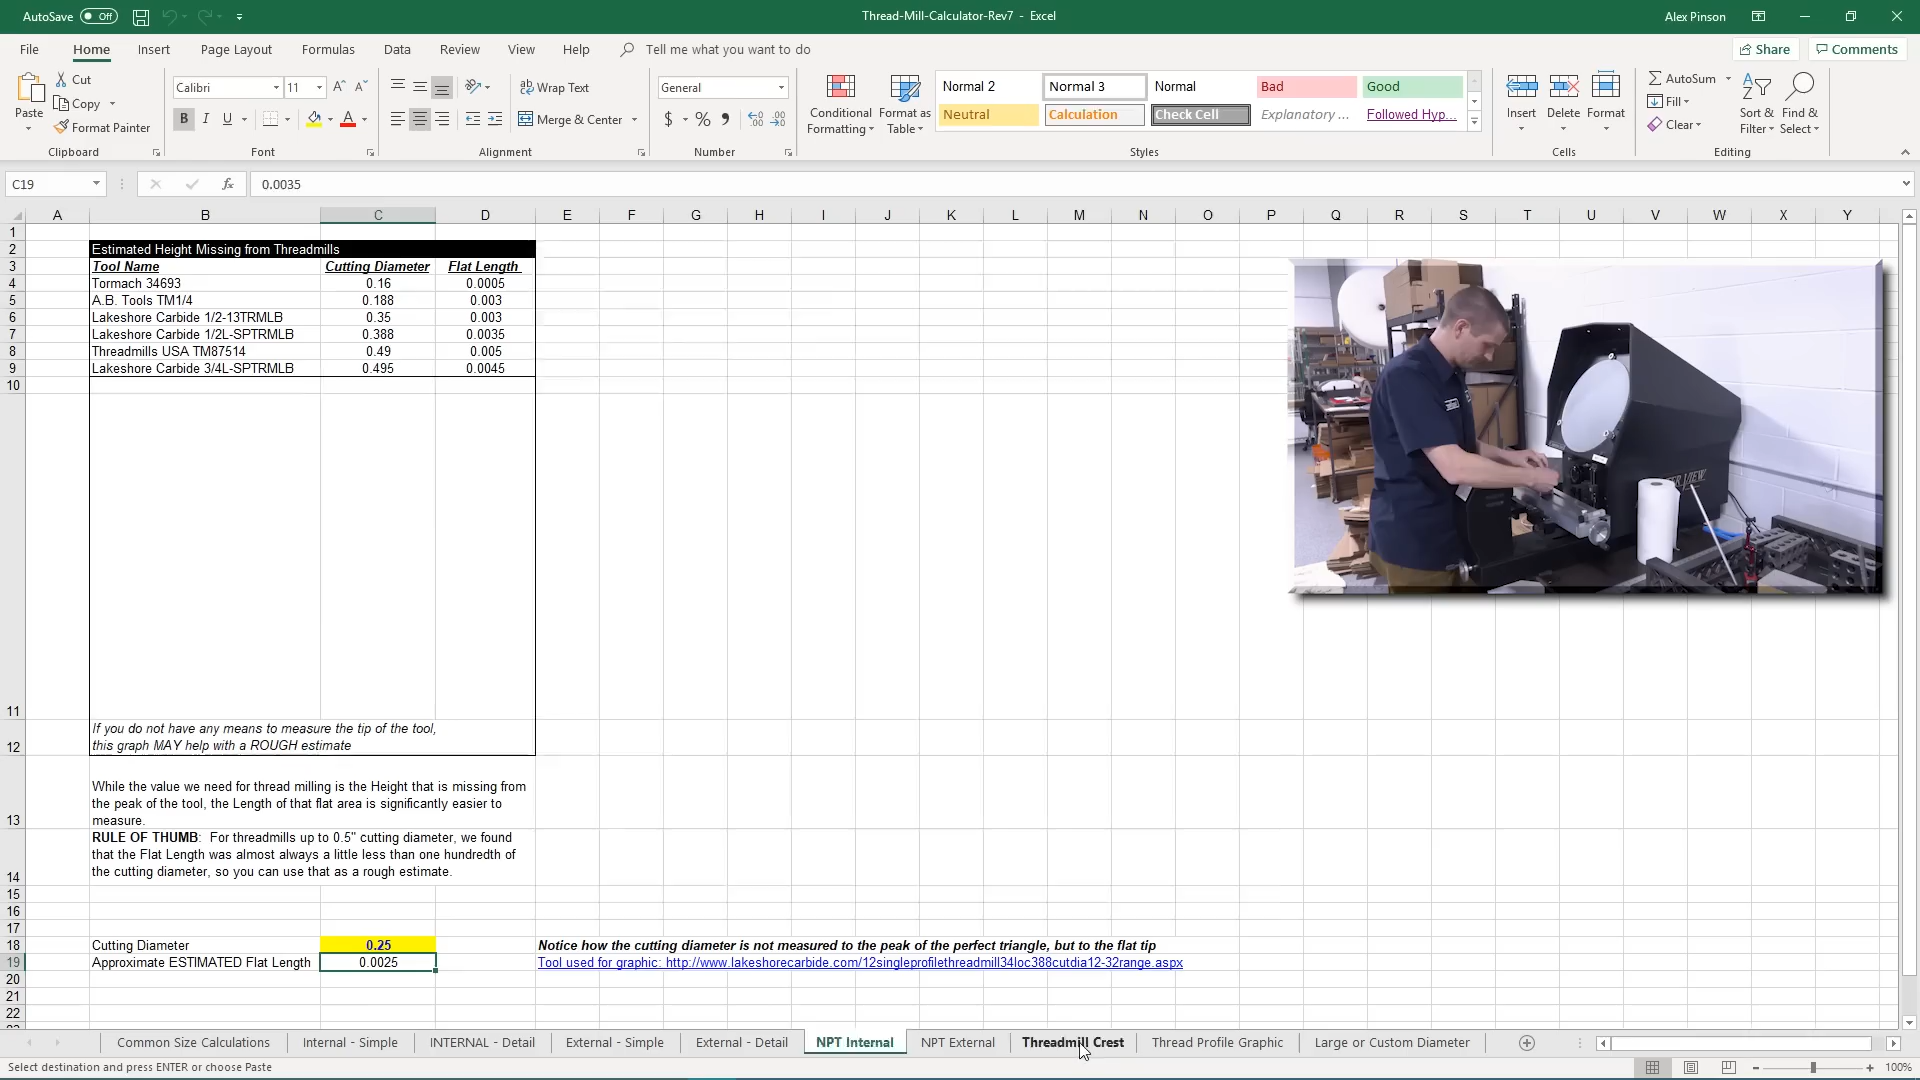 AutoSave Off
Thread-Mill-Calculator-Rev7 - Excel
Alex Pinson
File Home Insert Page Layout Formulas Data Review View Help Tell me what you want to do
Share Comments
Paste
Cut
Copy
Format Painter
Clipboard
Calibri 11
B I U
Font
Wrap Text
Merge & Center
Alignment
General
$ % ,
Number
Conditional Formatting
Format as Table
Normal 2 Normal 3 Normal Bad Good
Neutral Calculation Check Cell Explanatory ... Followed Hyp...
Styles
Insert Delete Format
Cells
AutoSum
Fill
Clear
Sort & Filter
Find & Select
Editing
C19 fx 0.0035
A B C D E F G H I J K L M N O P Q R S T U V W X Y
1
2 Estimated Height Missing from Threadmills
3 Tool Name Cutting Diameter Flat Length
4 Tormach 34693 0.16 0.0005
5 A.B. Tools TM1/4 0.188 0.003
6 Lakeshore Carbide 1/2-13TRMLB 0.35 0.003
7 Lakeshore Carbide 1/2L-SPTRMLB 0.388 0.0035
8 Threadmills USA TM87514 0.49 0.005
9 Lakeshore Carbide 3/4L-SPTRMLB 0.495 0.0045
10
11
If you do not have any means to measure the tip of the tool,
12 this graph MAY help with a ROUGH estimate
While the value we need for thread milling is the Height that is missing from
the peak of the tool, the Length of that flat area is significantly easier to
13 measure.
RULE OF THUMB: For threadmills up to 0.5" cutting diameter, we found
that the Flat Length was almost always a little less than one hundredth of
14 the cutting diameter, so you can use that as a rough estimate.
15
16
17
18 Cutting Diameter 0.25 Notice how the cutting diameter is not measured to the peak of the perfect triangle, but to the flat tip
19 Approximate ESTIMATED Flat Length 0.0025 Tool used for graphic: http://www.lakeshorecarbide.com/12singleprofilethreadmill34loc388cutdia12-32range.aspx
20
21
22
Common Size Calculations Internal - Simple INTERNAL - Detail External - Simple External - Detail NPT Internal NPT External Threadmill Crest Thread Profile Graphic Large or Custom Diameter
Select destination and press ENTER or choose Paste
100%